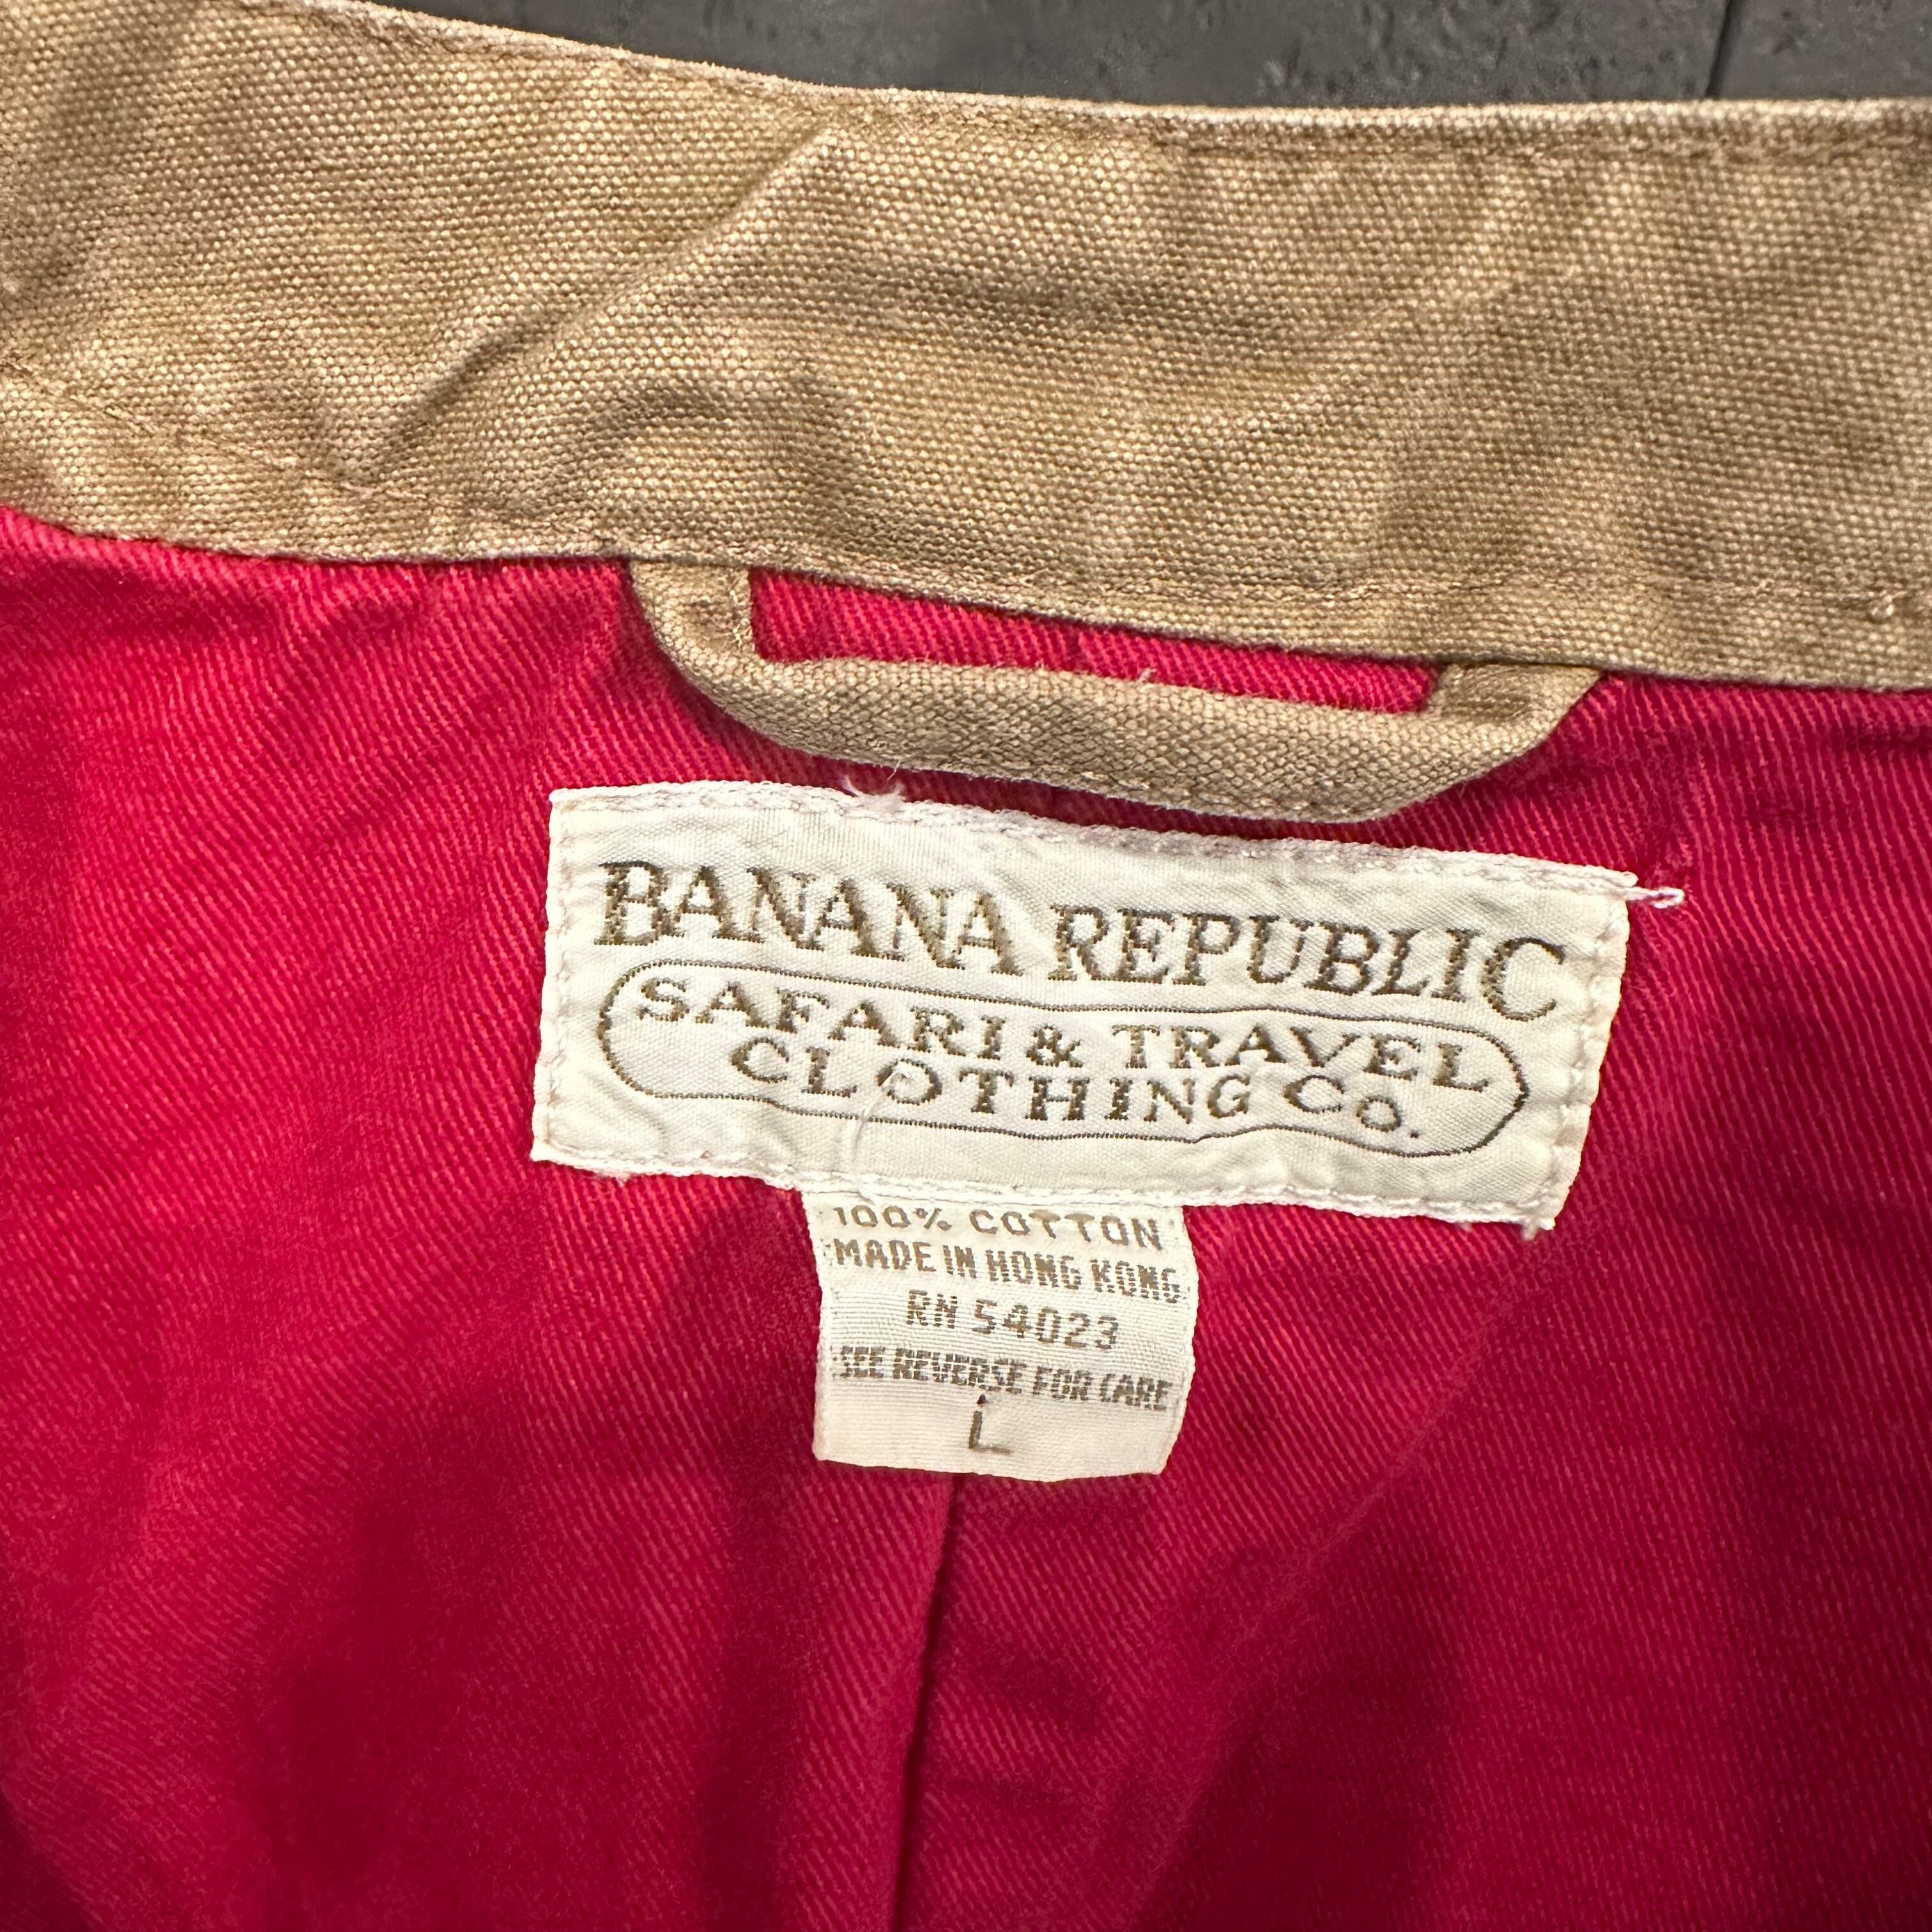 BANANA REPUBLIC
SAFARI & TRAVEL
CLOTHING CO.
100% COTTON
MADE IN HONG KONG
RN 54023
SEE REVERSE FOR CARE
L